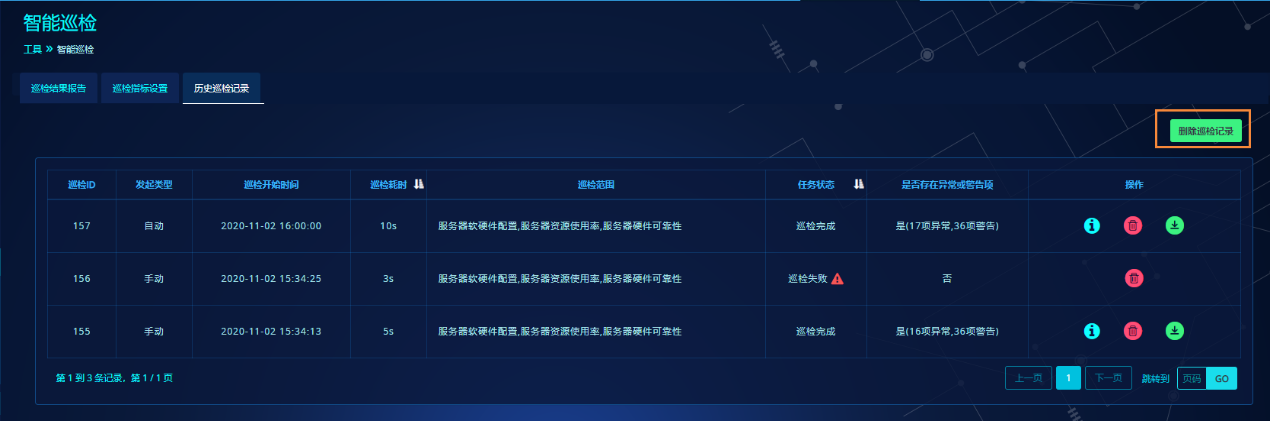 智能巡检
工具 » 智能巡检
巡检结果报告 巡检指标设置 历史巡检记录
删除巡检记录
巡检ID 发起类型 巡检开始时间 巡检耗时 巡检范围 任务状态 是否存在异常或警告项 操作
157 自动 2020-11-02 16:00:00 10s 服务器软硬件配置,服务器资源使用率,服务器硬件可靠性 巡检完成 是(17项异常,36项警告)
156 手动 2020-11-02 15:34:25 3s 服务器软硬件配置,服务器资源使用率,服务器硬件可靠性 巡检失败 否
155 手动 2020-11-02 15:34:13 5s 服务器软硬件配置,服务器资源使用率,服务器硬件可靠性 巡检完成 是(16项异常,36项警告)
第 1 到 3 条记录，第 1 / 1 页 上一页 1 下一页 跳转到 页码 GO